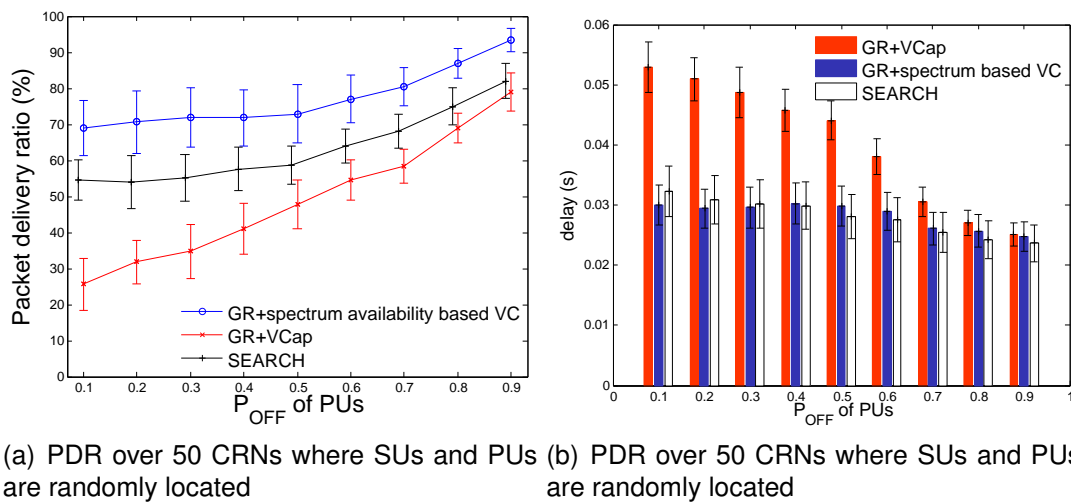 100
90
80
70
60
50
40
30
20
10
0
Packet delivery ratio (%)
GR+spectrum availability based VC
GR+VCap
SEARCH
0.1 0.2 0.3 0.4 0.5 0.6 0.7 0.8 0.9
P_OFF of PUs
0.06
0.05
0.04
0.03
0.02
0.01
0
delay (s)
GR+VCap
GR+spectrum based VC
SEARCH
0 0.1 0.2 0.3 0.4 0.5 0.6 0.7 0.8 0.9 1
P_OFF of PUs
(a) PDR over 50 CRNs where SUs and PUs
are randomly located
(b) PDR over 50 CRNs where SUs and PUs
are randomly located